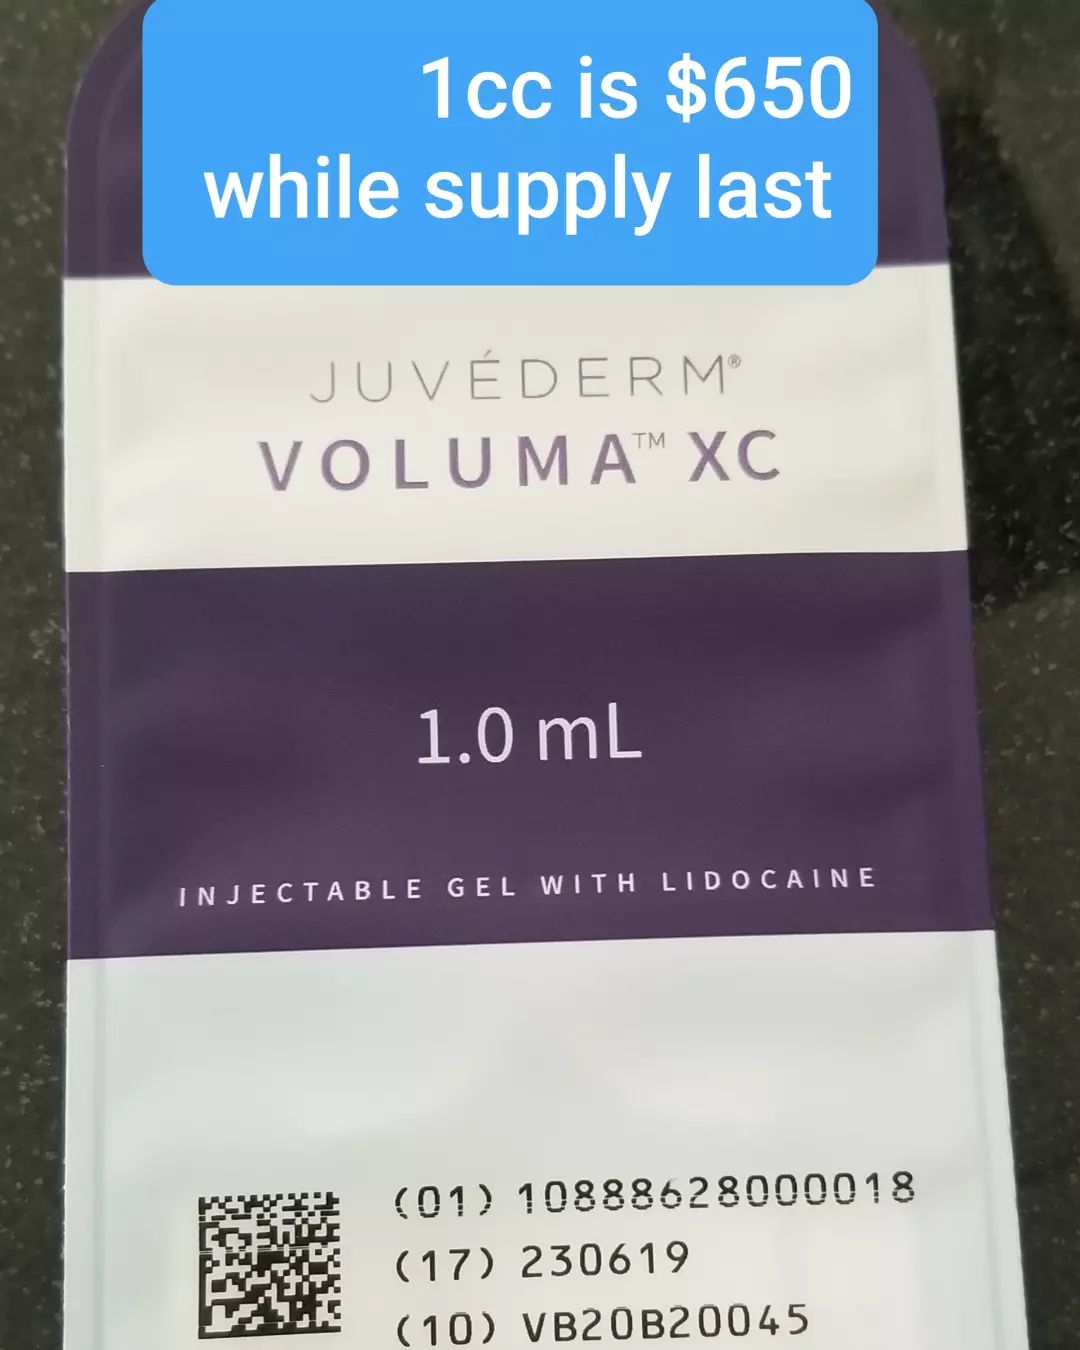 1cc is $650
while supply last
JUVÉDERM®
VOLUMA™ XC
1.0 mL
INJECTABLE GEL WITH LIDOCAINE
(01) 10888628000018
(17) 230619
(10) VB20B20045